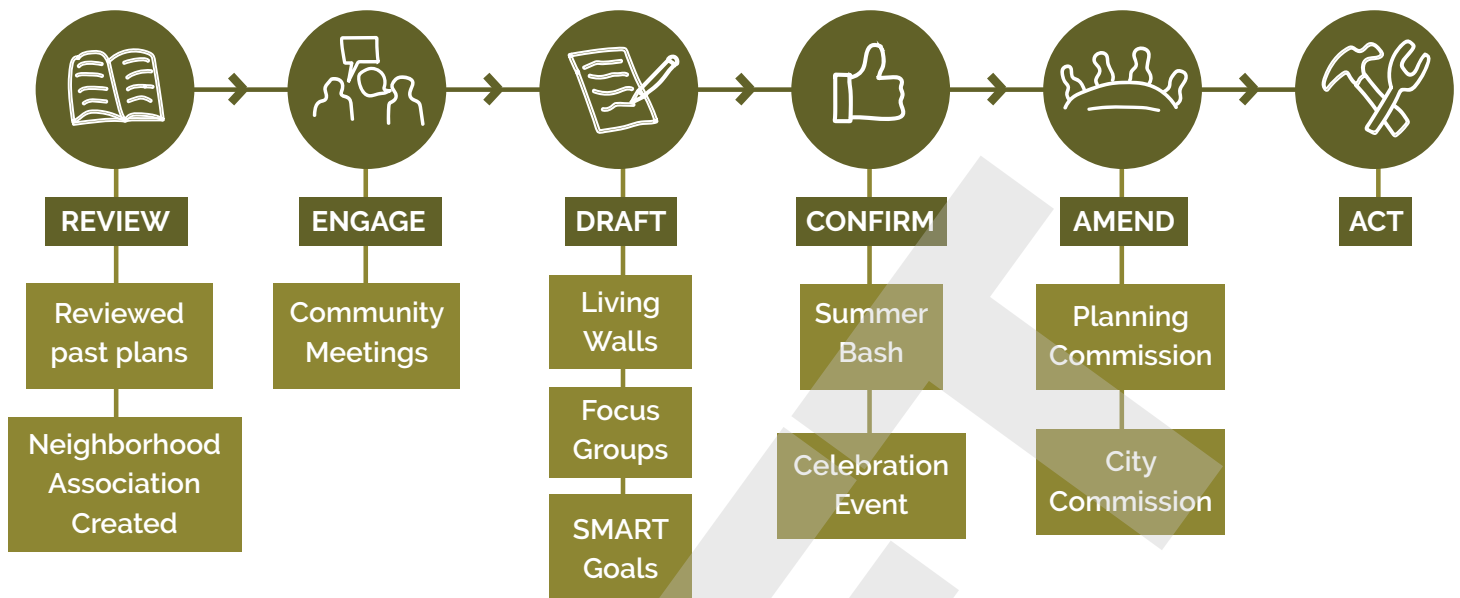 REVIEW
Reviewed
past plans
Neighborhood
Association
Created
ENGAGE
Community
Meetings
DRAFT
Living
Walls
Focus
Groups
SMART
Goals
CONFIRM
Summer
Bash
Celebration
Event
AMEND
Planning
Commission
City
Commission
ACT